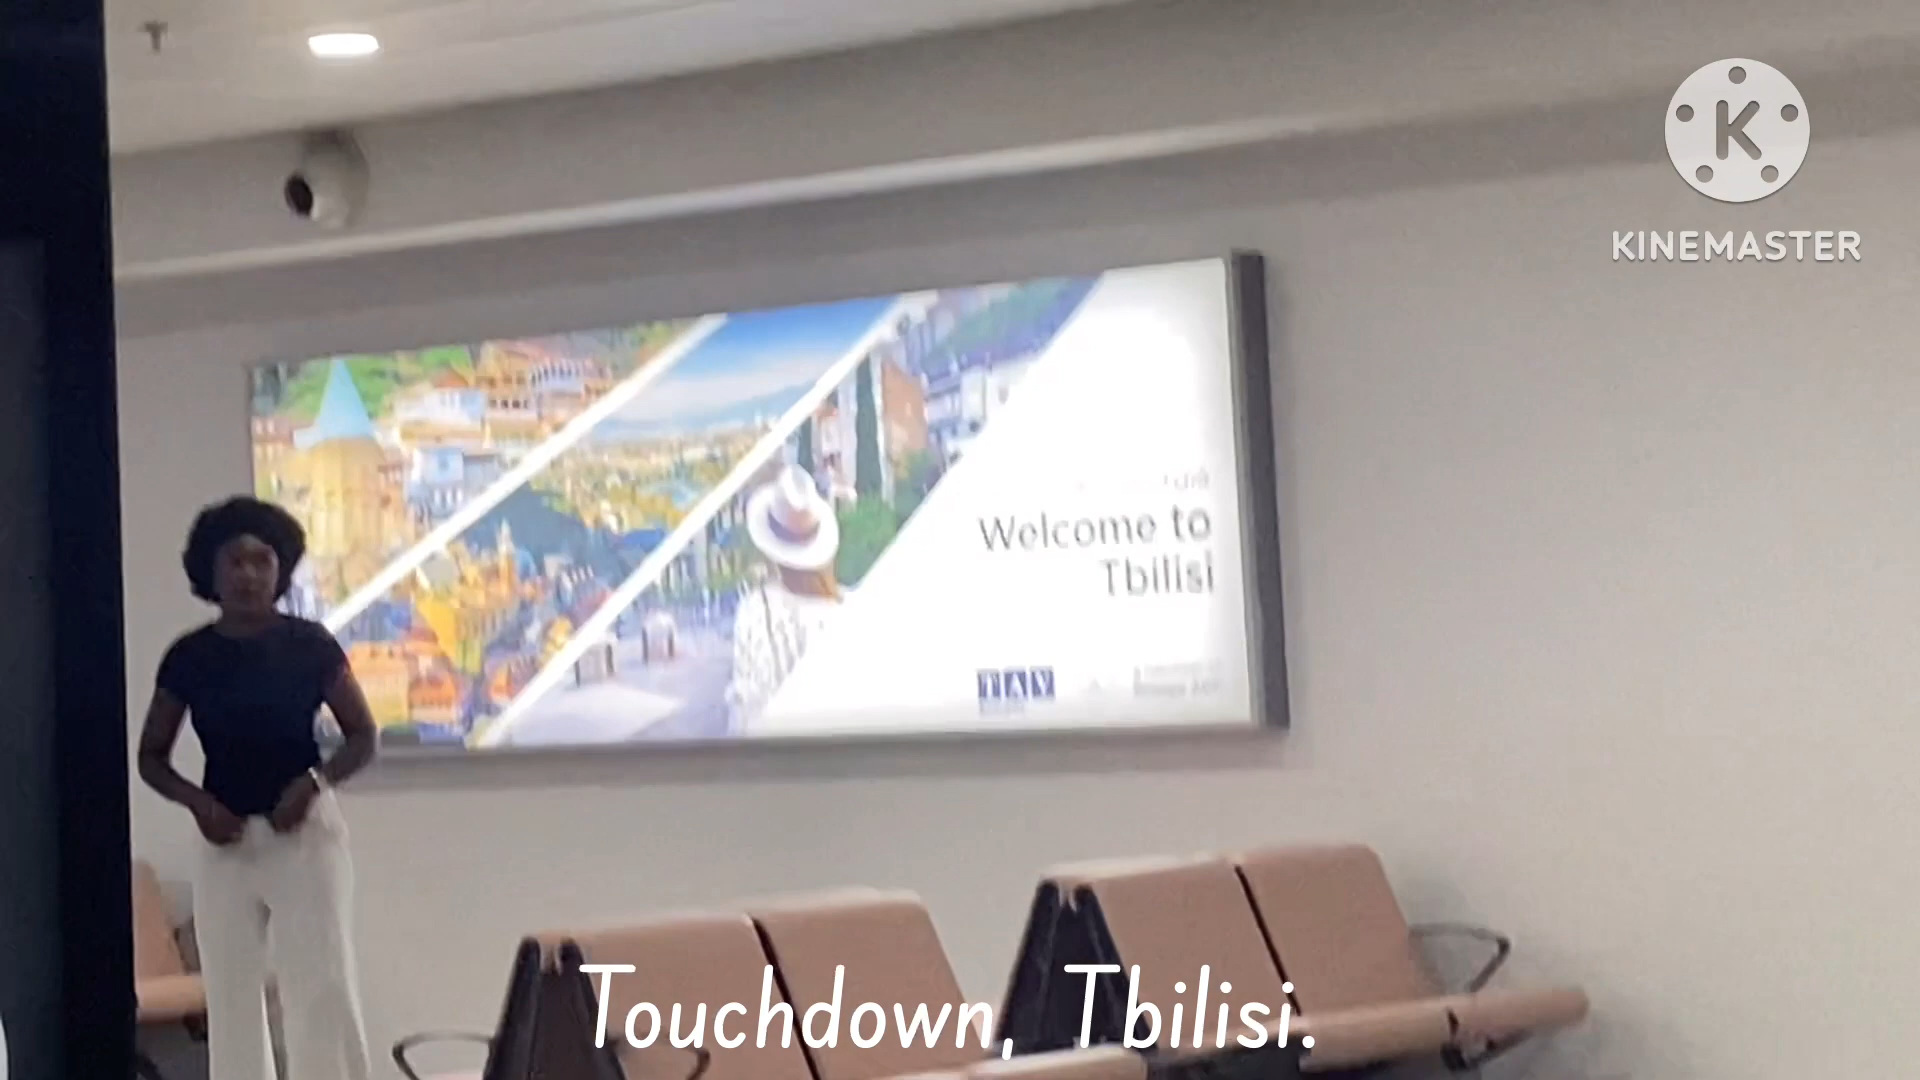 K
KINEMASTER
Welcome to
Tbilisi
TAV
Touchdown, Tbilisi.